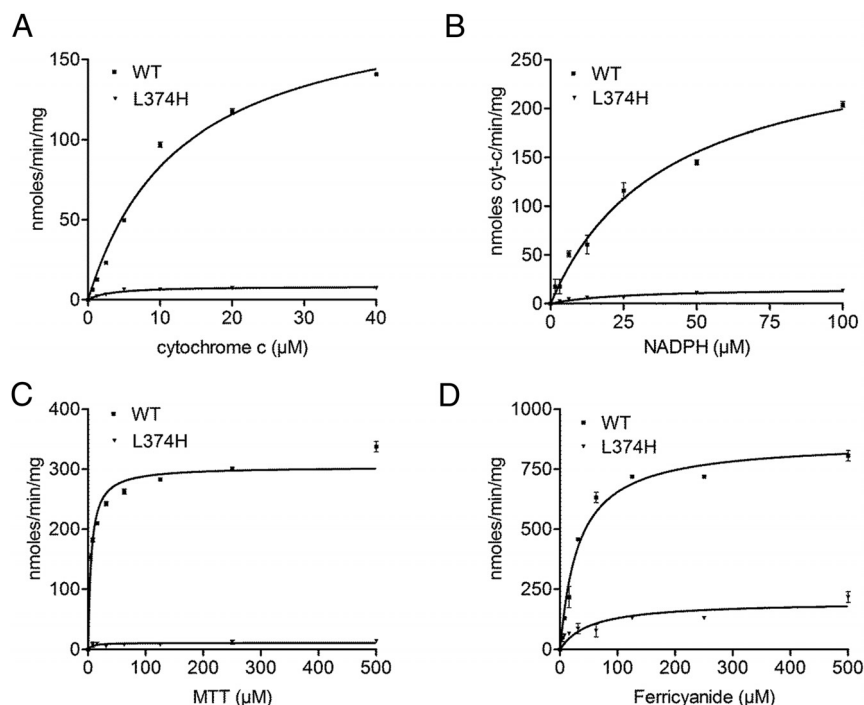 A
nmoles/min/mg
150
100
50
0
WT
L374H
0 10 20 30 40
cytochrome c (µM)
B
nmoles cyt-c/min/mg
250
200
150
100
50
0
WT
L374H
0 25 50 75 100
NADPH (µM)
C
nmoles/min/mg
400
300
200
100
0
WT
L374H
0 100 200 300 400 500
MTT (µM)
D
nmoles/min/mg
1000
750
500
250
0
WT
L374H
0 100 200 300 400 500
Ferricyanide (µM)